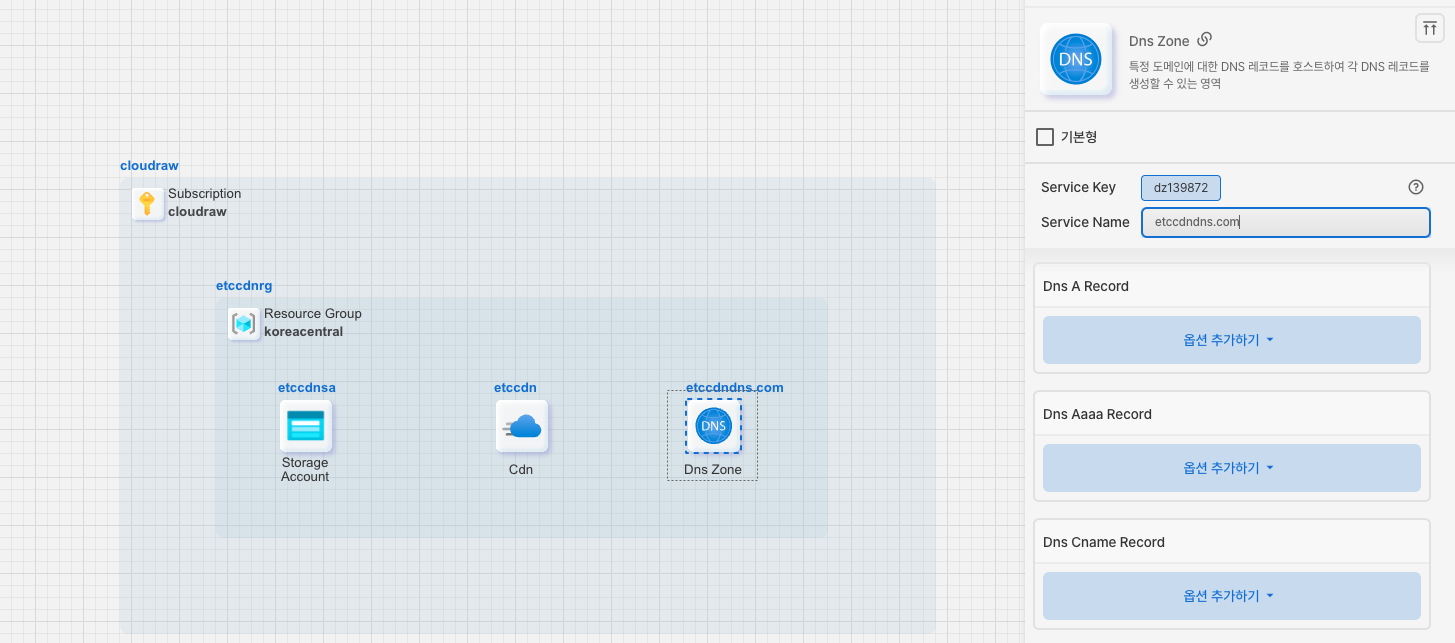 cloudraw
Subscription
cloudraw
etccdnrg
Resource Group
koreacentral
etccdnsa
Storage
Account
etccdn
Cdn
etccdndns.com
DNS
Dns Zone
DNS
Dns Zone
특정 도메인에 대한 DNS 레코드를 호스트하여 각 DNS 레코드를
생성할 수 있는 영역
기본형
Service Key dz139872
Service Name etccdndns.com
Dns A Record
옵션 추가하기
Dns Aaaa Record
옵션 추가하기
Dns Cname Record
옵션 추가하기